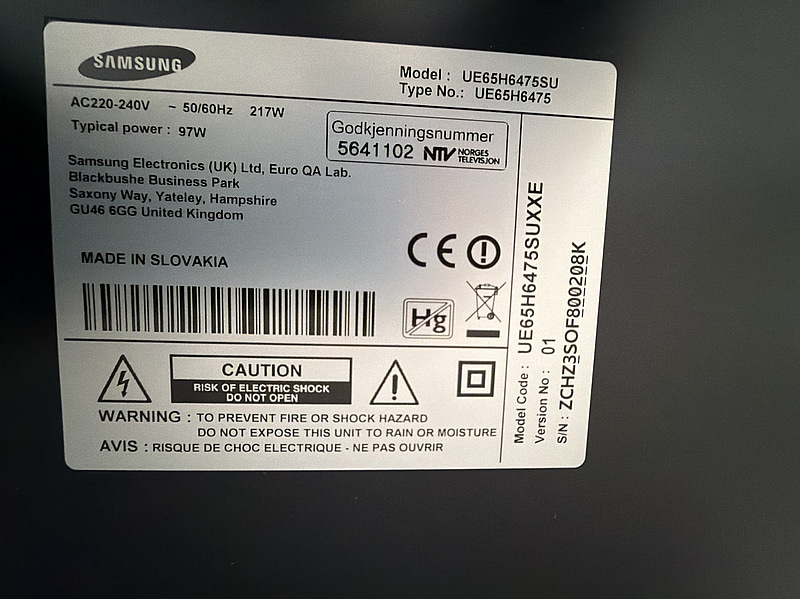 SAMSUNG
Model : UE65H6475SU
Type No.: UE65H6475
AC220-240V ~ 50/60Hz 217W
Typical power : 97W
Godkjenningsnummer
5641102 NTV NORGES
TELEVISJON
Samsung Electronics (UK) Ltd, Euro QA Lab.
Blackbushe Business Park
Saxony Way, Yateley, Hampshire
GU46 6GG United Kingdom
MADE IN SLOVAKIA
CE
Hg
CAUTION
RISK OF ELECTRIC SHOCK
DO NOT OPEN
WARNING : TO PREVENT FIRE OR SHOCK HAZARD
DO NOT EXPOSE THIS UNIT TO RAIN OR MOISTURE
AVIS : RISQUE DE CHOC ELECTRIQUE - NE PAS OUVRIR
Model Code : UE65H6475SUXXE
Version No : 01
S/N : ZCHZ3SOF800208K